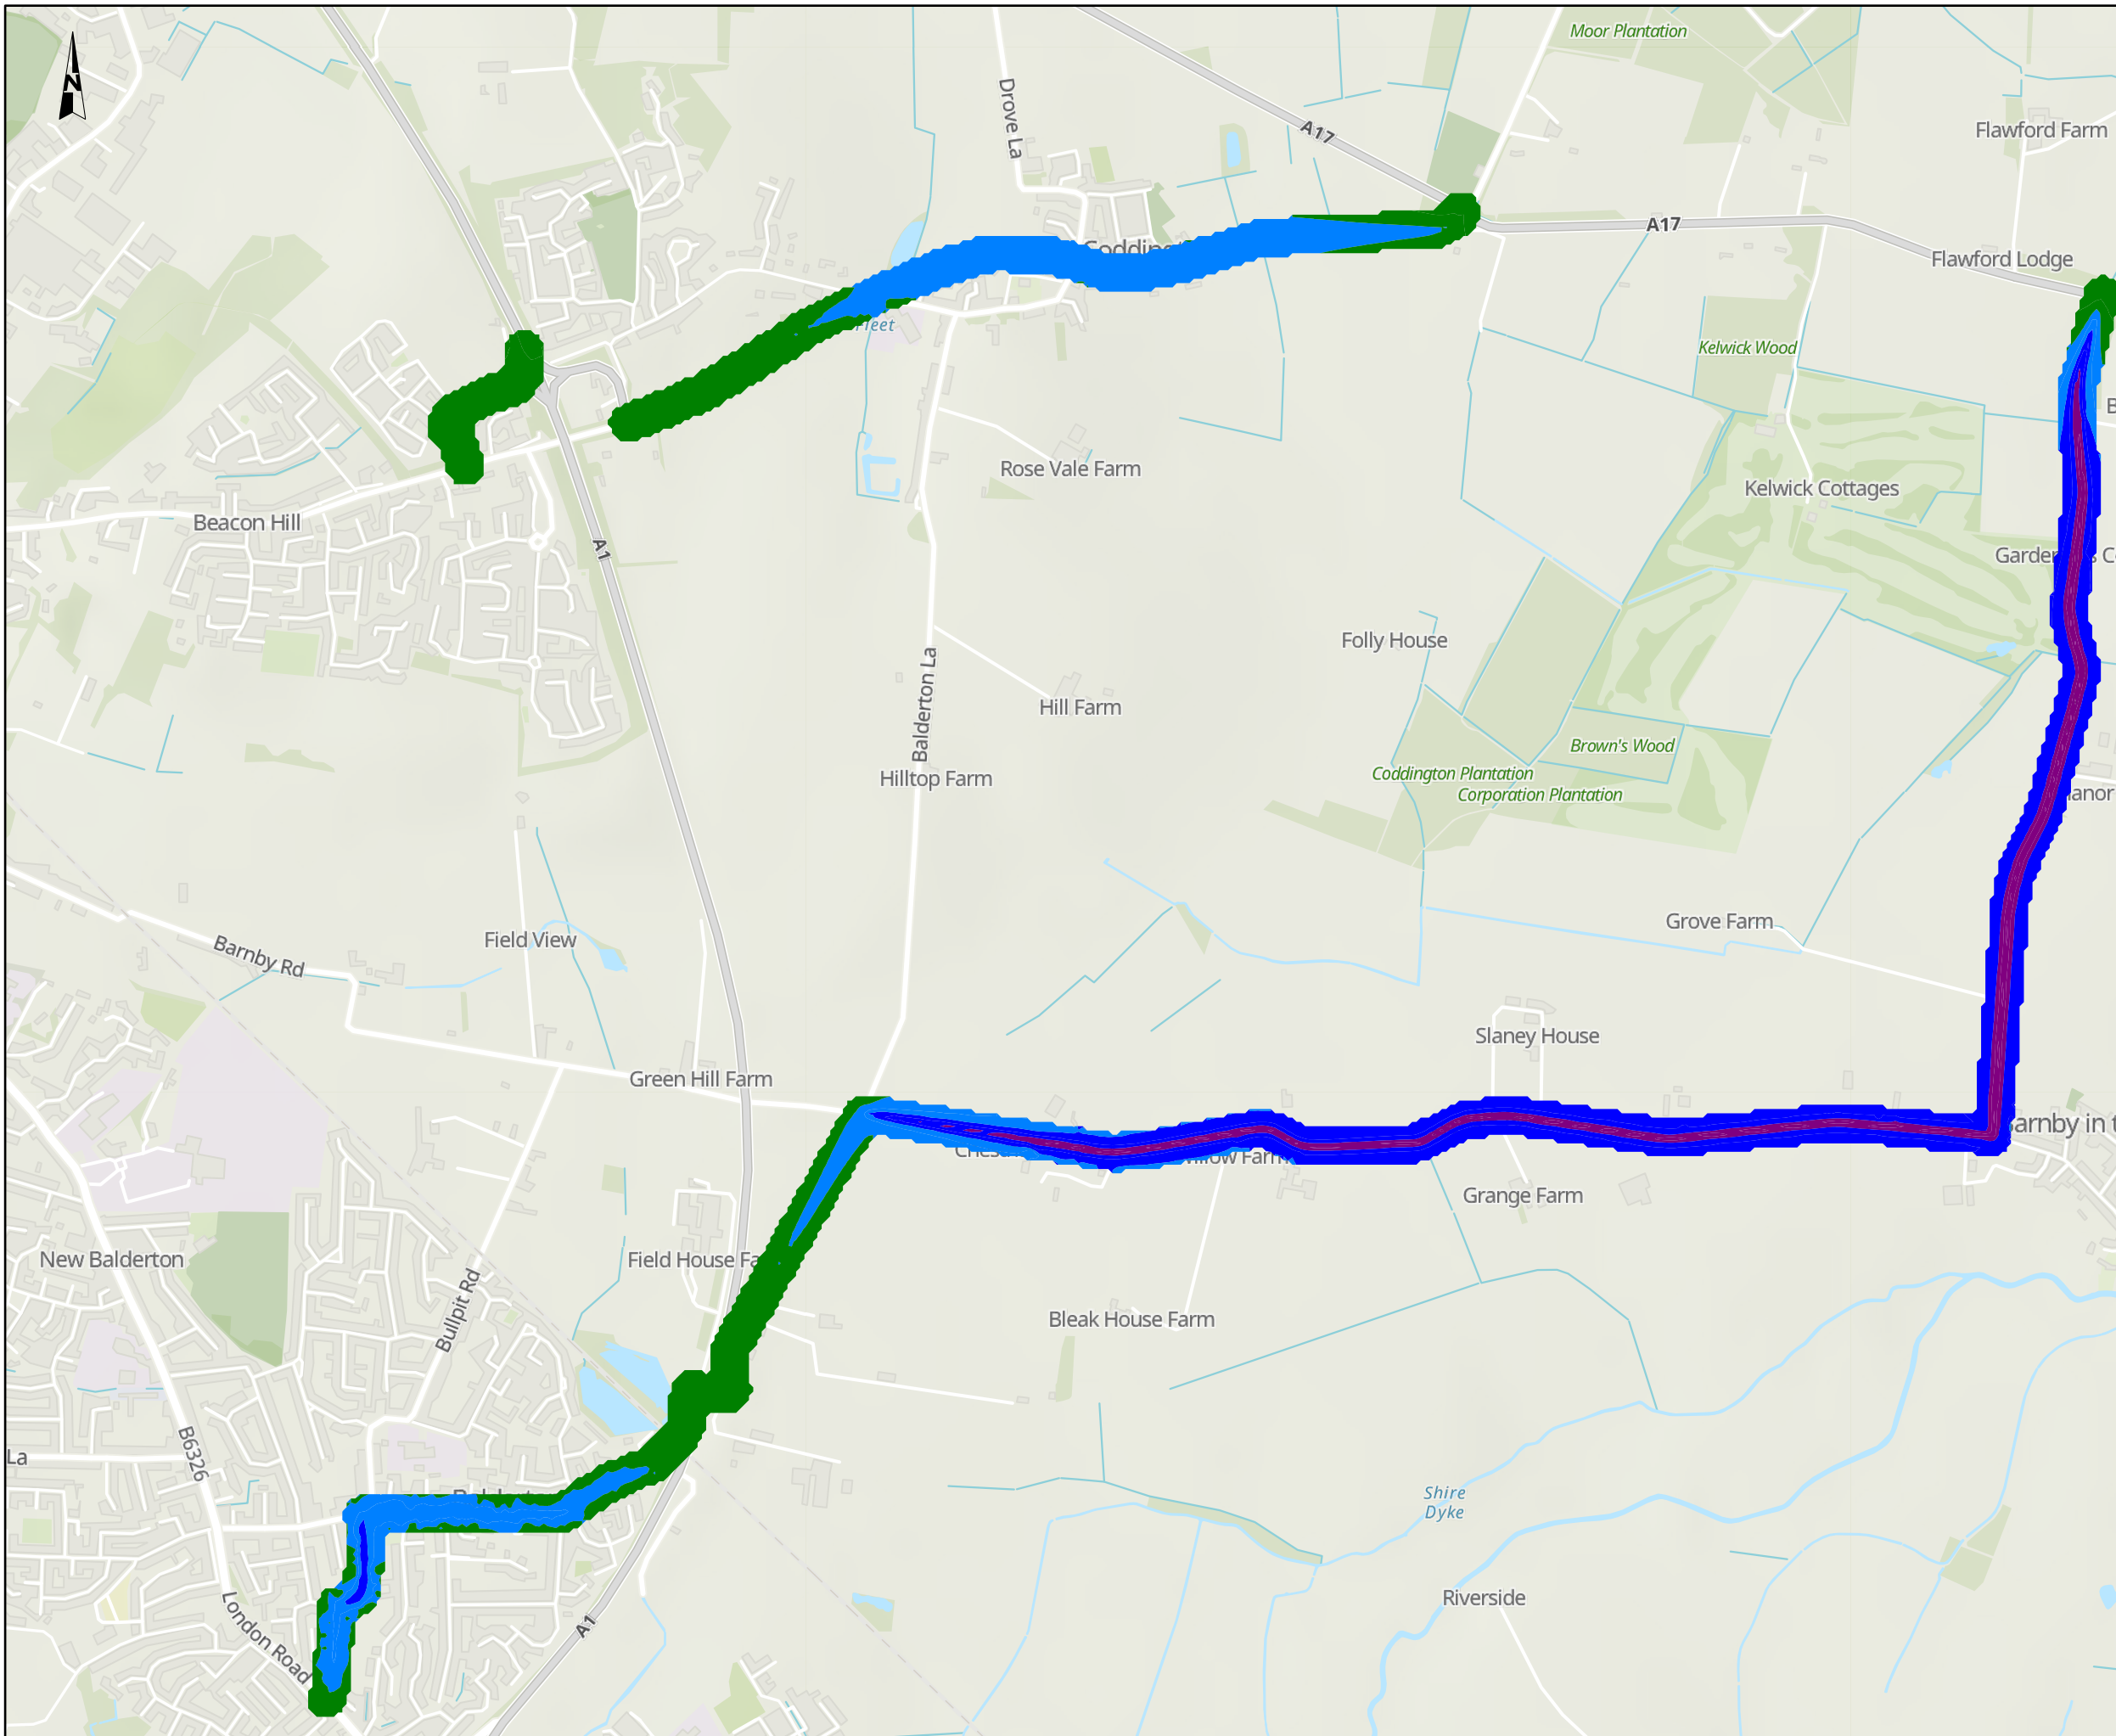 N
Moor Plantation
Drove La
A17
Flawford Farm
A17
Flawford Lodge
Kelwick Wood
Rose Vale Farm
Kelwick Cottages
Beacon Hill
A1
Folly House
Balderton La
Hill Farm
Brown's Wood
Hilltop Farm
Coddington Plantation
Corporation Plantation
Grove Farm
Barnby Rd
Field View
Slaney House
Green Hill Farm
Grange Farm
New Balderton
Field House
Bullpit Rd
Bleak House Farm
B6326
La
Shire
Dyke
Riverside
London Road
A1